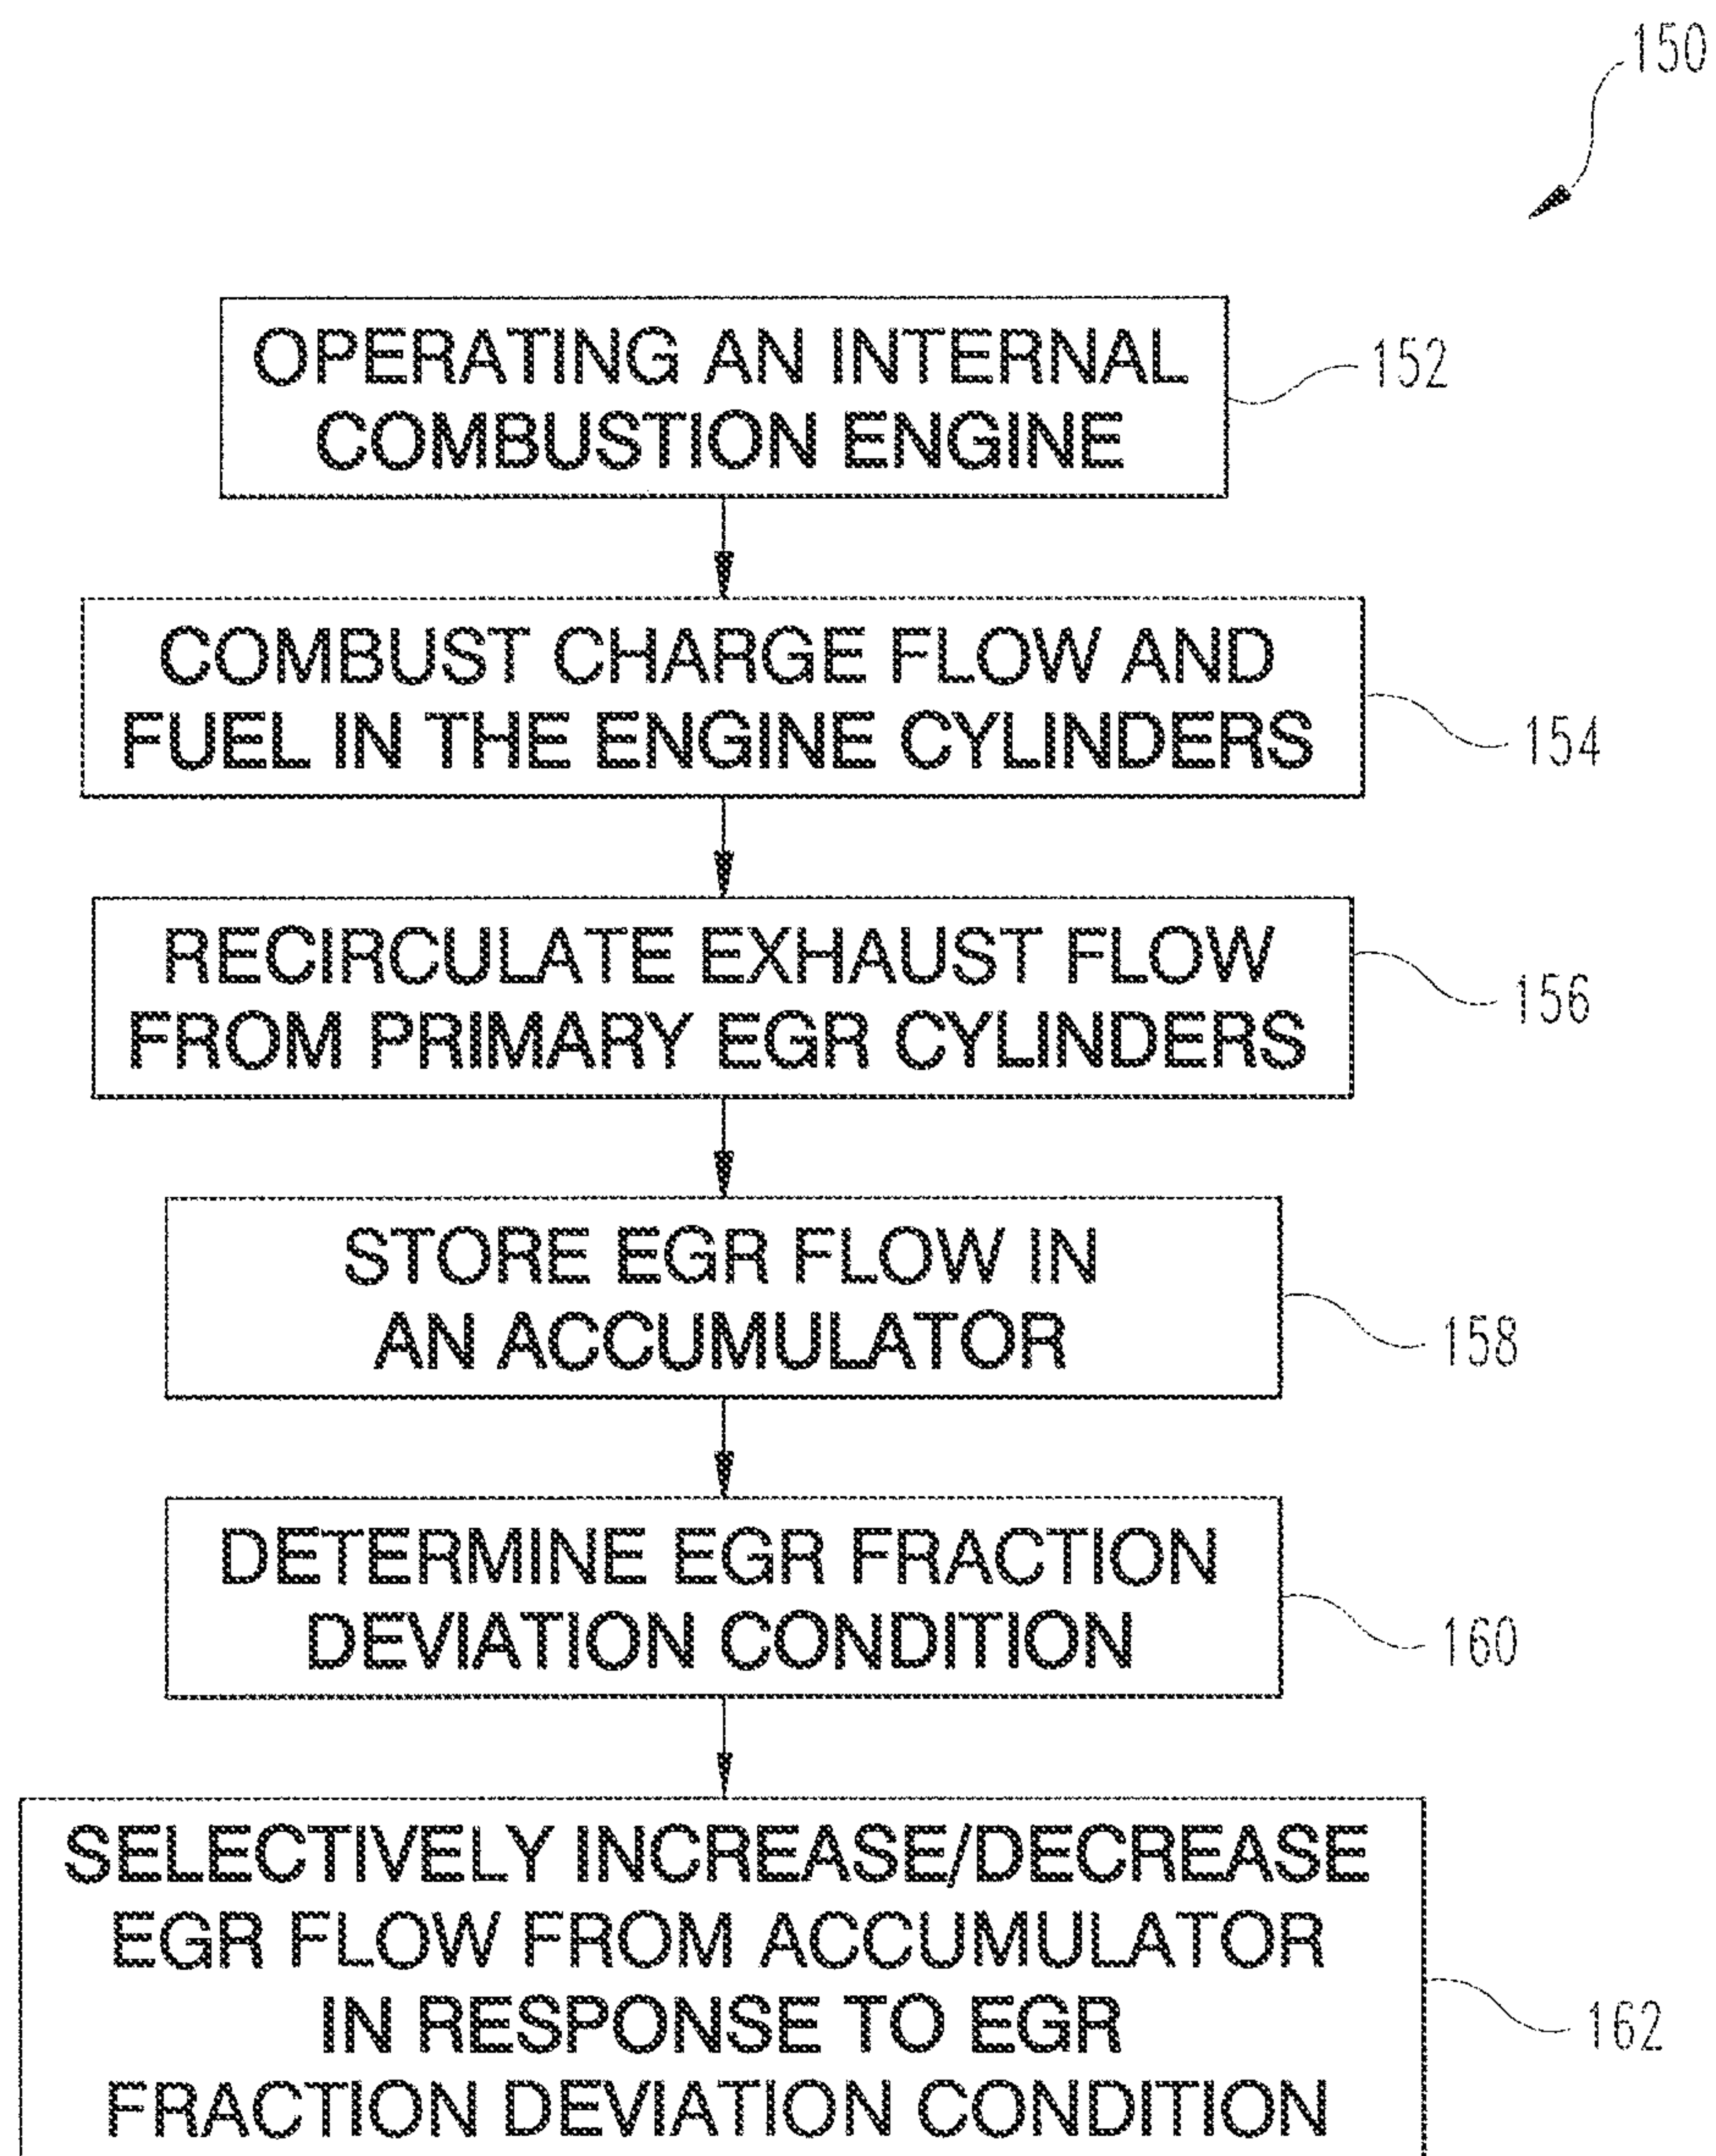 150
OPERATING AN INTERNAL
COMBUSTION ENGINE
152
COMBUST CHARGE FLOW AND
FUEL IN THE ENGINE CYLINDERS
154
RECIRCULATE EXHAUST FLOW
FROM PRIMARY EGR CYLINDERS
156
STORE EGR FLOW IN
AN ACCUMULATOR
158
DETERMINE EGR FRACTION
DEVIATION CONDITION
160
SELECTIVELY INCREASE/DECREASE
EGR FLOW FROM ACCUMULATOR
IN RESPONSE TO EGR
FRACTION DEVIATION CONDITION
162